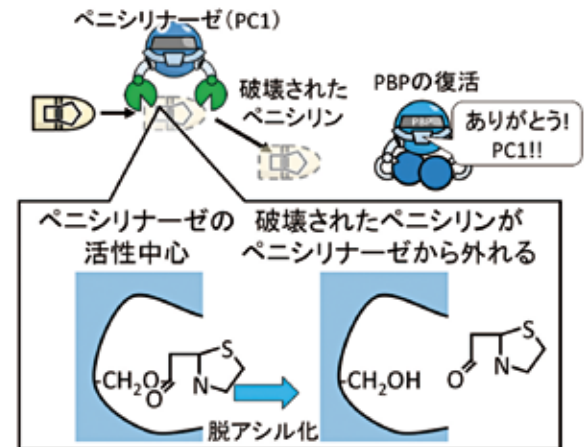 ペニシリナーゼ(PC1)
破壊された
ペニシリン
PBPの復活
PBP
ありがとう!
PC1!!
ペニシリナーゼの
活性中心
破壊されたペニシリンが
ペニシリナーゼから外れる
CH₂O
O
N
S
脱アシル化
CH₂OH
O
N
S